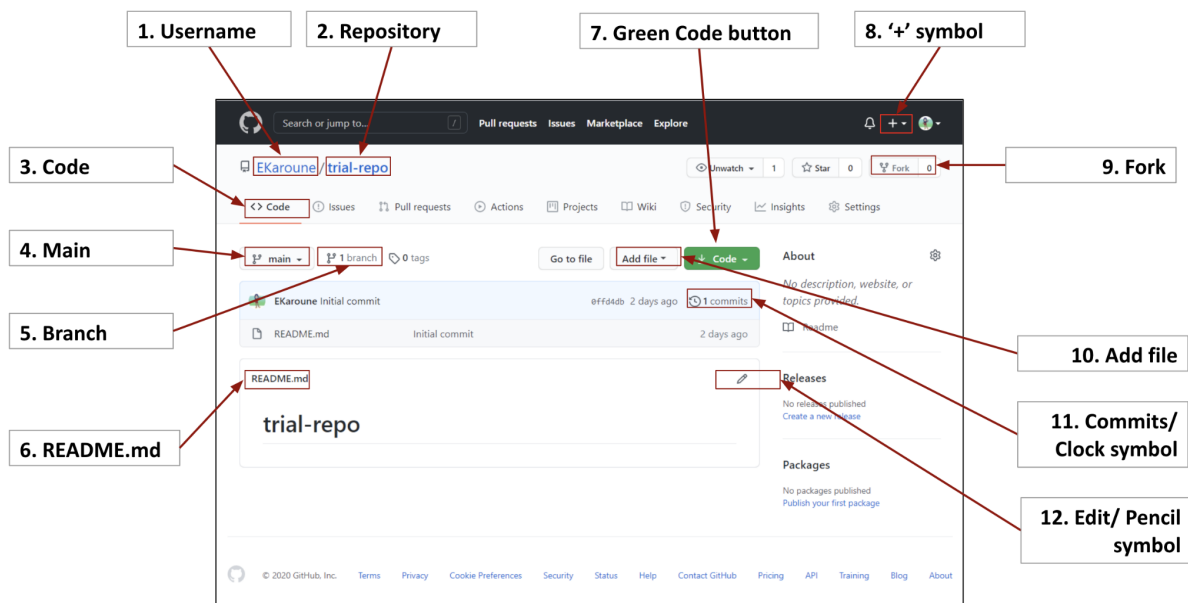 1. Username
2. Repository
7. Green Code button
8. ‘+’ symbol
Search or jump to... /
Pull requests Issues Marketplace Explore
3. Code
EKaroune / trial-repo
Unwatch 1 Star 0 Fork 0
9. Fork
<> Code Issues Pull requests Actions Projects Wiki Security Insights Settings
4. Main
main 1 branch 0 tags Go to file Add file Code
About
No description, website, or
topics provided.
EKaroune Initial commit 0ffd4db 2 days ago 1 commits
5. Branch
README.md Initial commit 2 days ago
Readme
10. Add file
README.md
Releases
No releases published
Create a new release
trial-repo
6. README.md
11. Commits/
Clock symbol
Packages
No packages published
Publish your first package
12. Edit/ Pencil
symbol
© 2020 GitHub, Inc. Terms Privacy Cookie Preferences Security Status Help Contact GitHub Pricing API Training Blog About